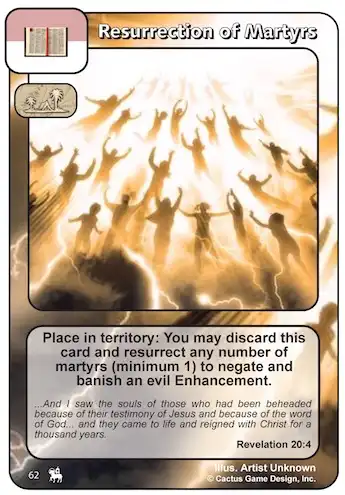 Resurrection of Martyrs
Place in territory: You may discard this
card and resurrect any number of
martyrs (minimum 1) to negate and
banish an evil Enhancement.
...And I saw the souls of those who had been beheaded
because of their testimony of Jesus and because of the word
of God... and they came to life and reigned with Christ for a
thousand years.
Revelation 20:4
Illus. Artist Unknown
62
© Cactus Game Design, Inc.